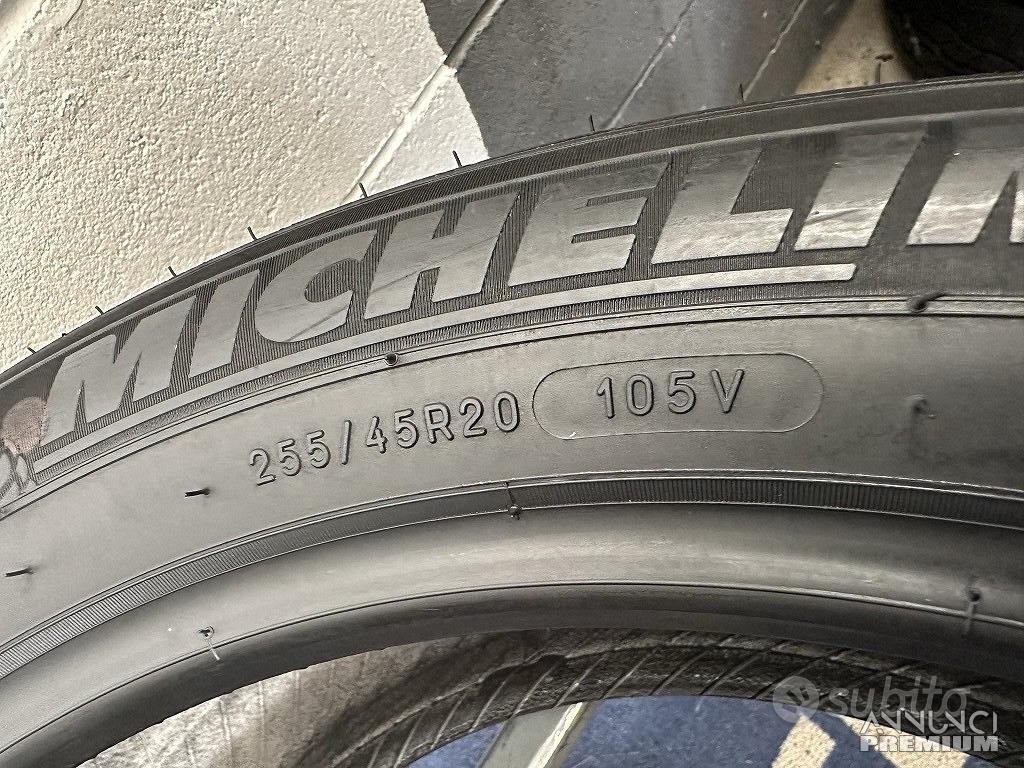 MICHELIN
255/45R20 105V
subito
ANNUNCI
PREMIUM